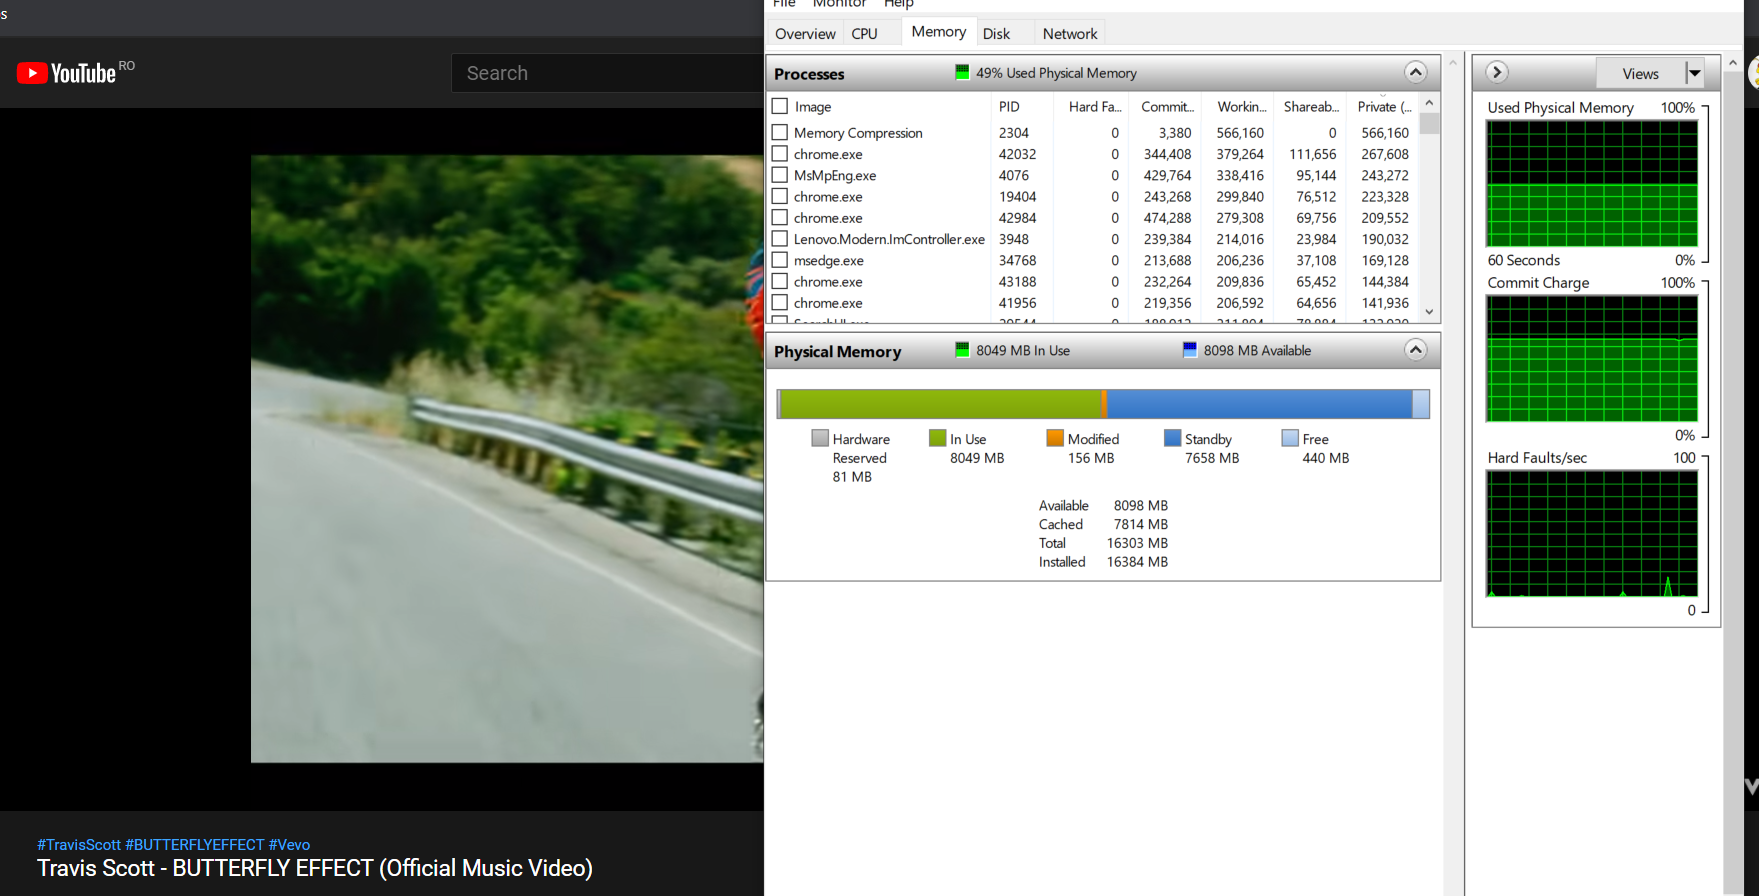 s
File Monitor Help
Overview CPU Memory Disk Network
YouTube RO
Search
Processes 49% Used Physical Memory
Image PID Hard Fa... Commit... Workin... Shareab... Private (...
Memory Compression 2304 0 3,380 566,160 0 566,160
chrome.exe 42032 0 344,408 379,264 111,656 267,608
MsMpEng.exe 4076 0 429,764 338,416 95,144 243,272
chrome.exe 19404 0 243,268 299,840 76,512 223,328
chrome.exe 42984 0 474,288 279,308 69,756 209,552
Lenovo.Modern.ImController.exe 3948 0 239,384 214,016 23,984 190,032
msedge.exe 34768 0 213,688 206,236 37,108 169,128
chrome.exe 43188 0 232,264 209,836 65,452 144,384
chrome.exe 41956 0 219,356 206,592 64,656 141,936
Physical Memory 8049 MB In Use 8098 MB Available
Hardware Reserved 81 MB
In Use 8049 MB
Modified 156 MB
Standby 7658 MB
Free 440 MB
Available 8098 MB
Cached 7814 MB
Total 16303 MB
Installed 16384 MB
Views
Used Physical Memory 100%
60 Seconds 0%
Commit Charge 100%
0%
Hard Faults/sec 100
0
#TravisScott #BUTTERFLYEFFECT #Vevo
Travis Scott - BUTTERFLY EFFECT (Official Music Video)